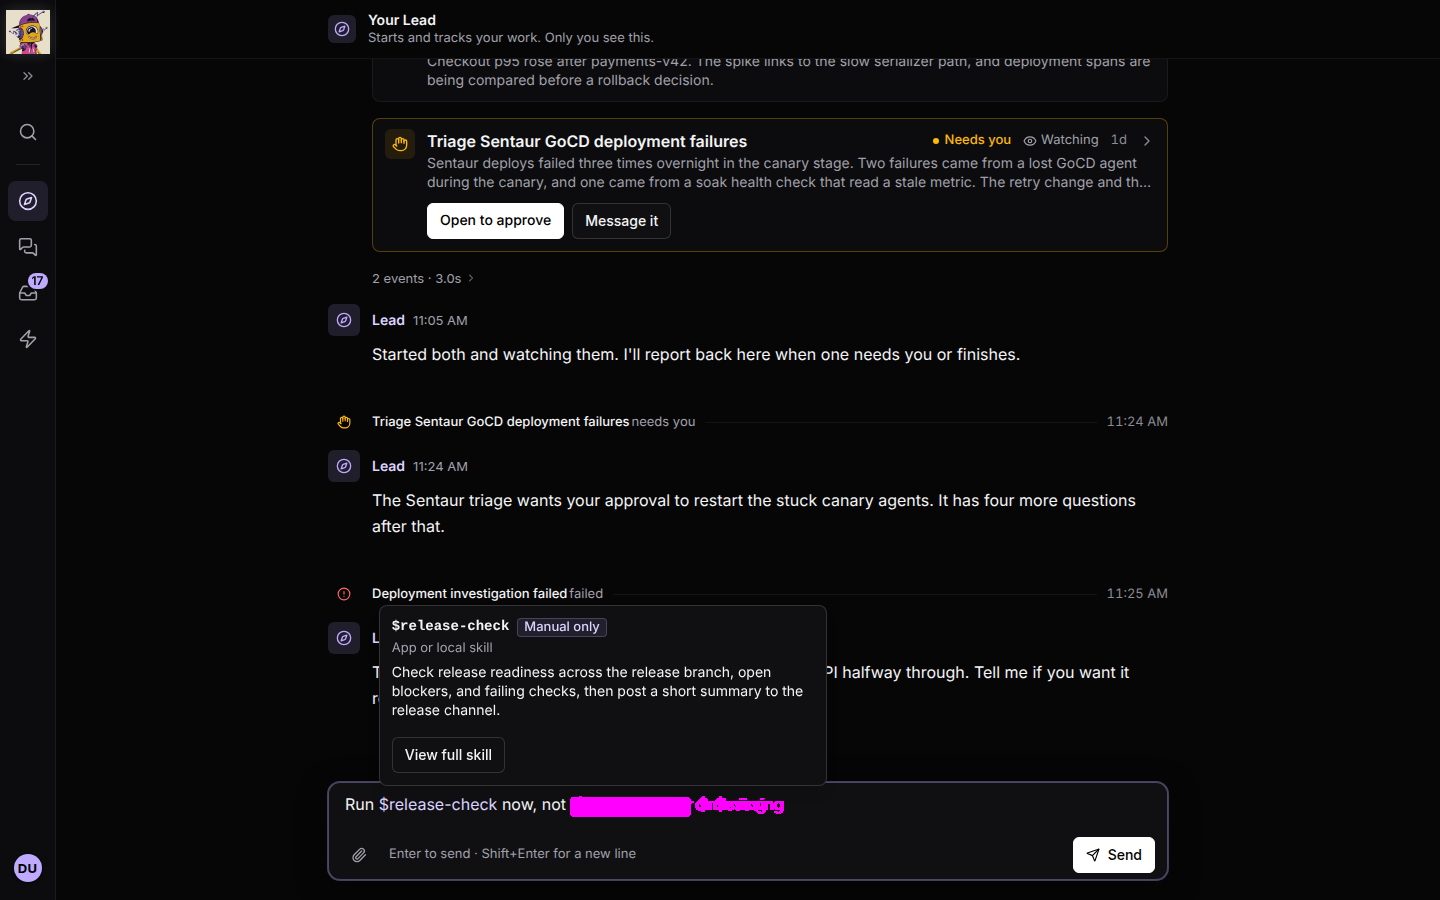 Your Lead
Starts and tracks your work. Only you see this.
Checkout p95 rose after payments-v42. The spike links to the slow serializer path, and deployment spans are
being compared before a rollback decision.
Triage Sentaur GoCD deployment failures
Needs you
Watching
1d
Sentaur deploys failed three times overnight in the canary stage. Two failures came from a lost GoCD agent
during the canary, and one came from a soak health check that read a stale metric. The retry change and th...
Open to approve
Message it
2 events · 3.0s
17
Lead 11:05 AM
Started both and watching them. I'll report back here when one needs you or finishes.
Triage Sentaur GoCD deployment failures needs you
11:24 AM
Lead 11:24 AM
The Sentaur triage wants your approval to restart the stuck canary agents. It has four more questions
after that.
Deployment investigation failed failed
11:25 AM
$release-check Manual only
App or local skill
Check release readiness across the release branch, open
blockers, and failing checks, then post a short summary to the
release channel.
View full skill
halfway through. Tell me if you want it
Run $release-check now, not
Enter to send · Shift+Enter for a new line
Send
DU